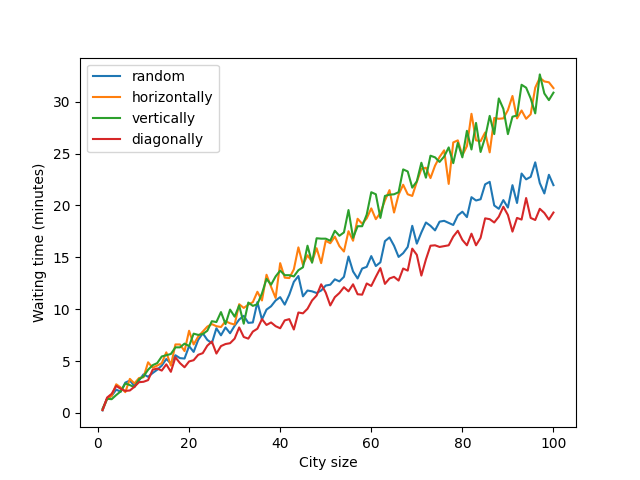 random
horizontally
vertically
diagonally
30
25
20
15
10
5
0
Waiting time (minutes)
0 20 40 60 80 100
City size